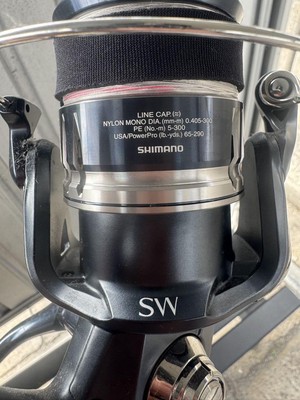 LINE CAP.(≒)
NYLON MONO DIA.(mm-m) 0.405-300
PE (No.-m) 5-300
USA/PowerPro (lb.-yds.) 65-290
SHIMANO
SW